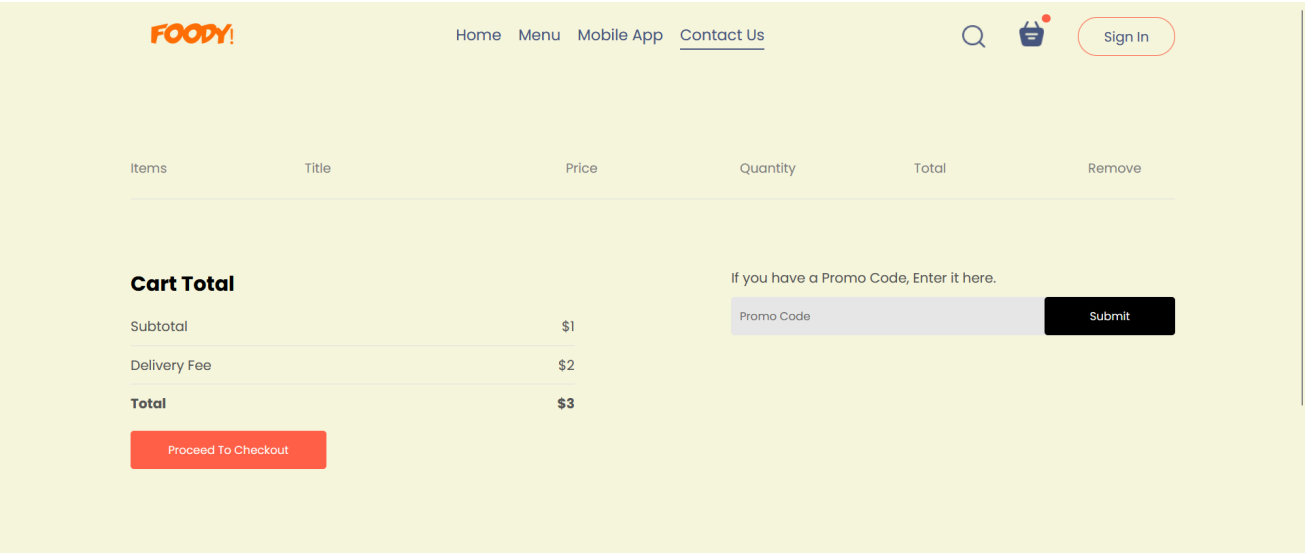 FOODY!
Home Menu Mobile App Contact Us
Sign In
Items Title Price Quantity Total Remove
Cart Total
Subtotal $1
Delivery Fee $2
Total $3
Proceed To Checkout
If you have a Promo Code, Enter it here.
Promo Code Submit